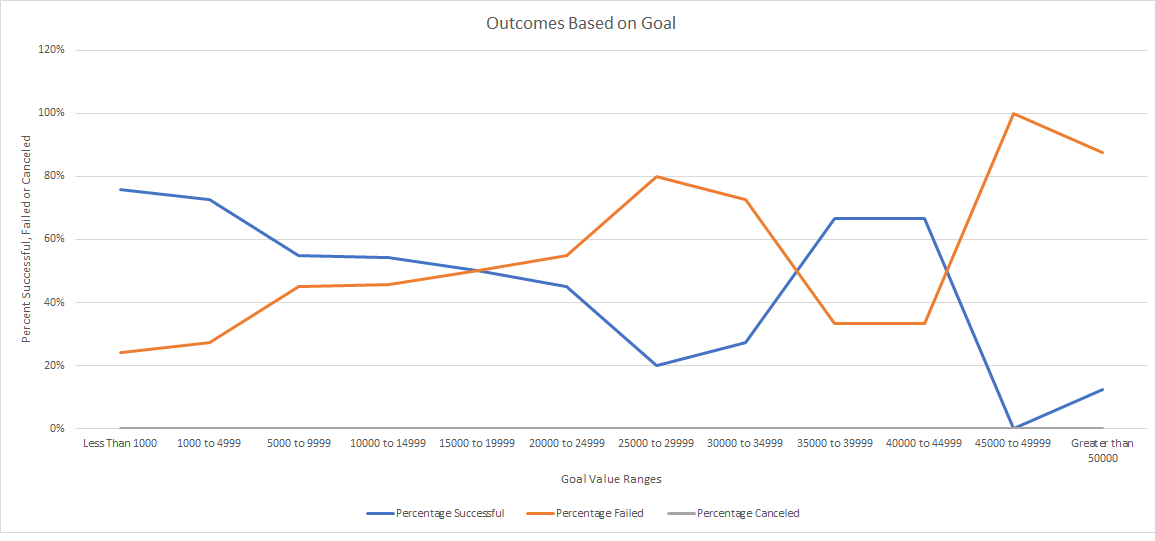 Outcomes Based on Goal
120%
100%
80%
60%
40%
20%
0%
Percent Successful, Failed or Canceled
Less Than 1000
1000 to 4999
5000 to 9999
10000 to 14999
15000 to 19999
20000 to 24999
25000 to 29999
30000 to 34999
35000 to 39999
40000 to 44999
45000 to 49999
Greater than
50000
Goal Value Ranges
Percentage Successful
Percentage Failed
Percentage Canceled